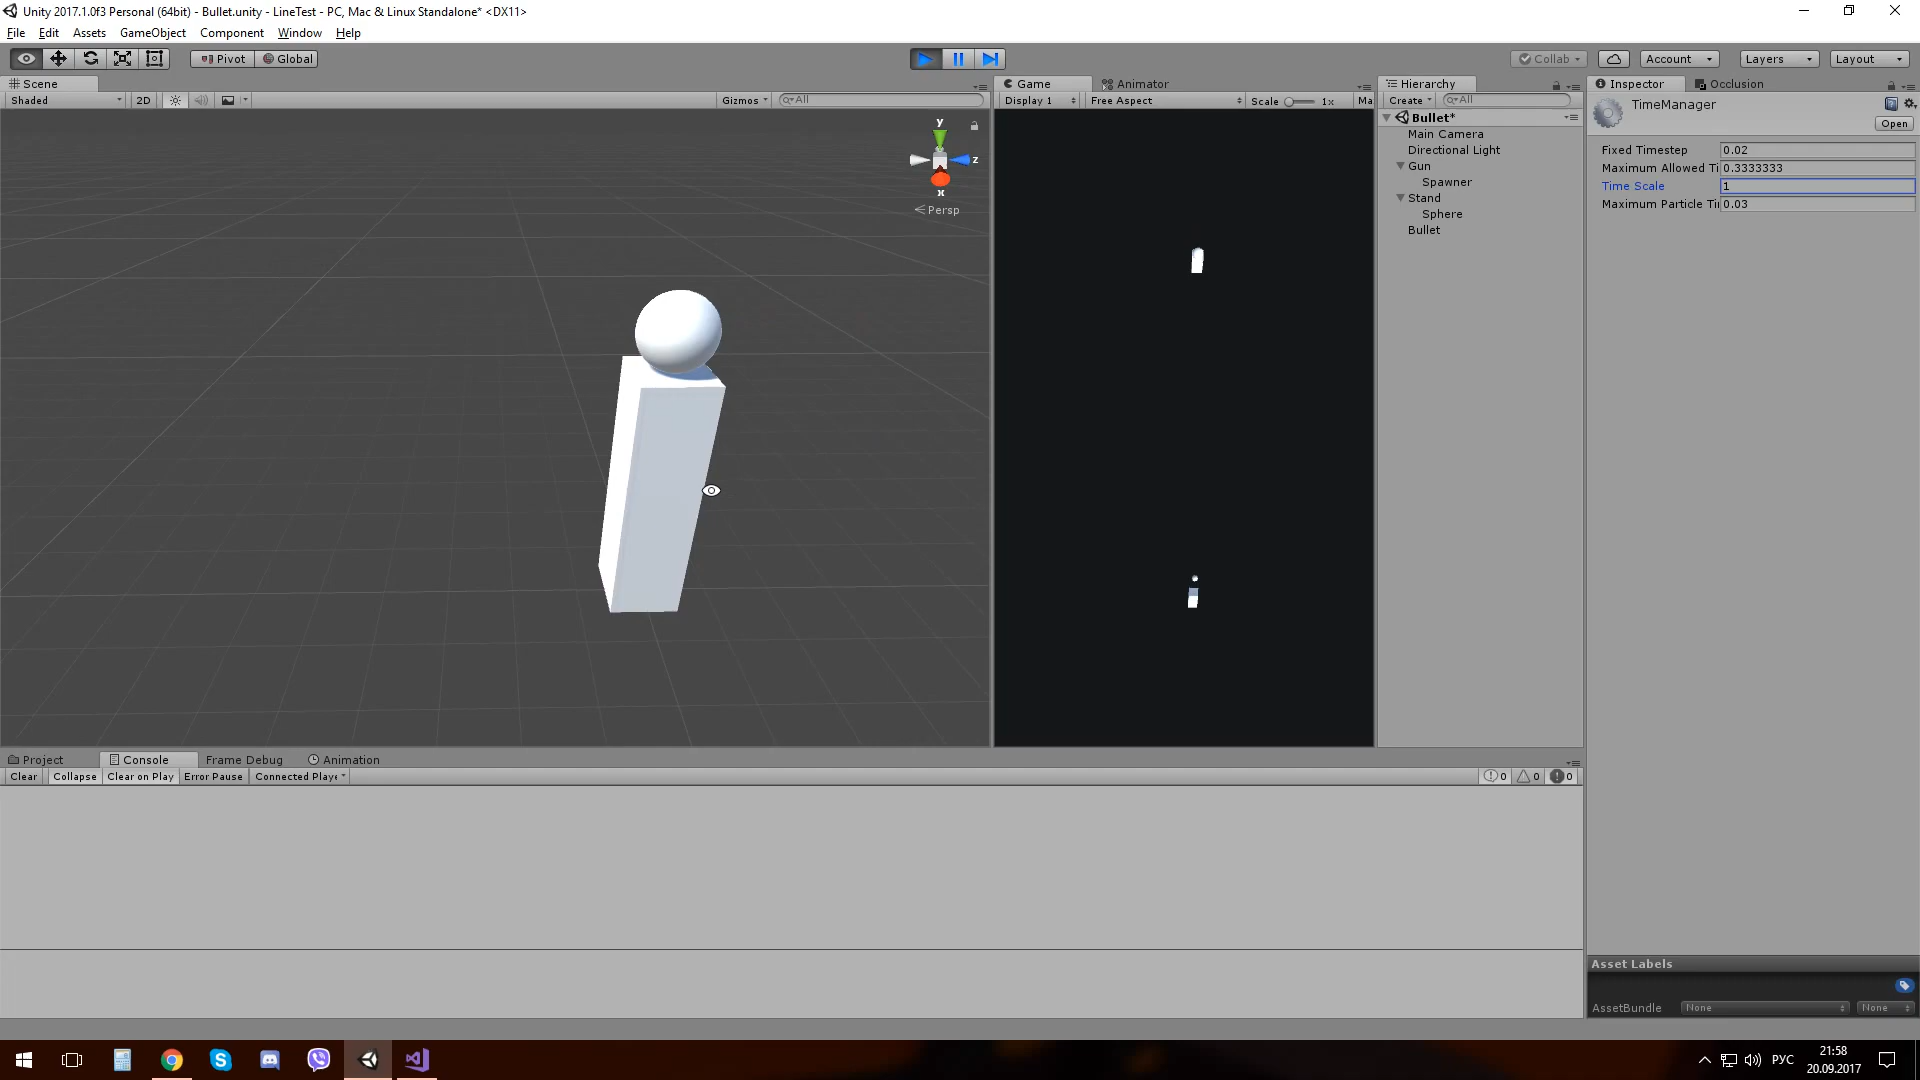 Unity 2017.1.0f3 Personal (64bit) - Bullet.unity - LineTest - PC, Mac & Linux Standalone* <DX11>
File Edit Assets GameObject Component Window Help
Pivot Global Collab Account Layers Layout
Scene
Shaded 2D Gizmos All
y
z
x
Persp
Game Animator
Display 1 Free Aspect Scale 1x Ma
Hierarchy
Create All
Bullet*
Main Camera
Directional Light
Gun
Spawner
Stand
Sphere
Bullet
Inspector Occlusion
TimeManager
Open
Fixed Timestep 0.02
Maximum Allowed Ti 0.3333333
Time Scale 1
Maximum Particle Ti 0.03
Project Console Frame Debug Animation
Clear Collapse Clear on Play Error Pause Connected Playe 0 0 0
Asset Labels
AssetBundle None None
РУС
21:58
20.09.2017